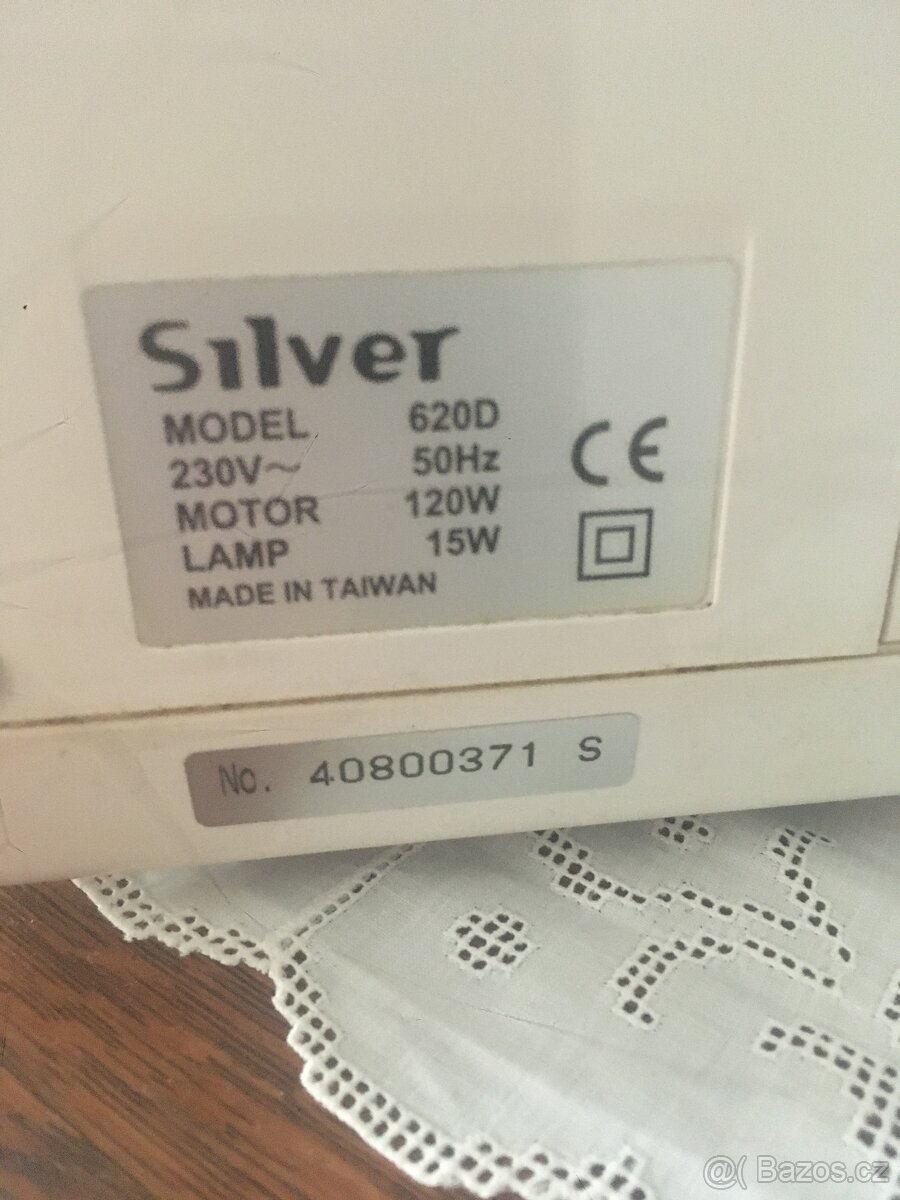 Silver
MODEL 620D
230V~ 50Hz
MOTOR 120W
LAMP 15W
MADE IN TAIWAN
CE
No. 40800371 S
@( Bazos.cz